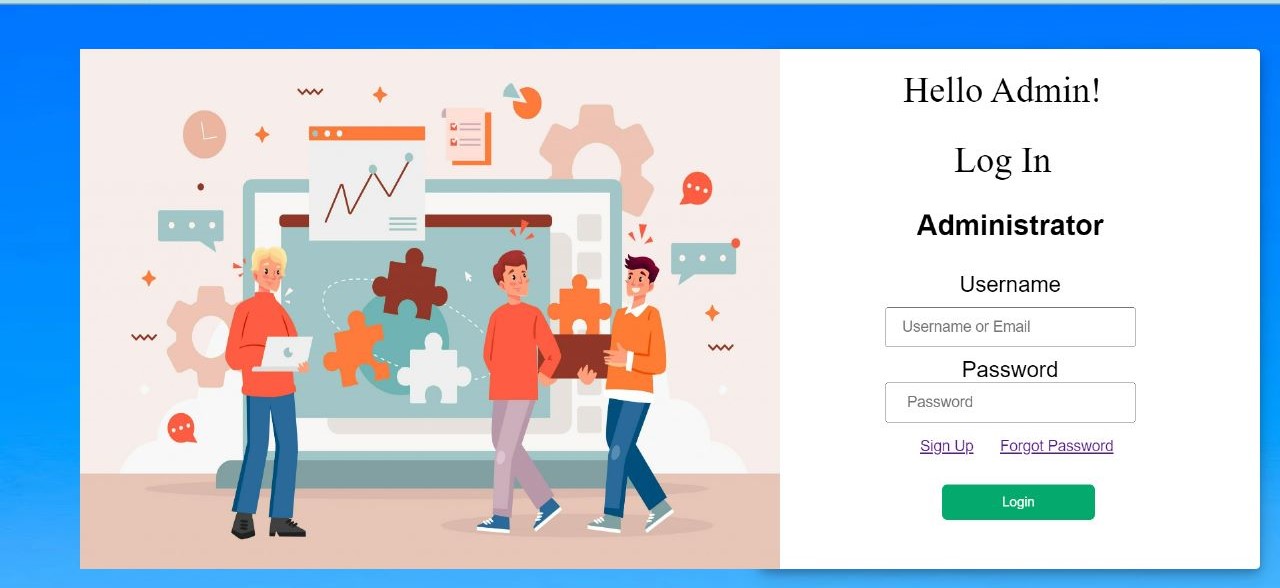 Hello Admin!
Log In
Administrator
Username
Username or Email
Password
Password
Sign Up Forgot Password
Login